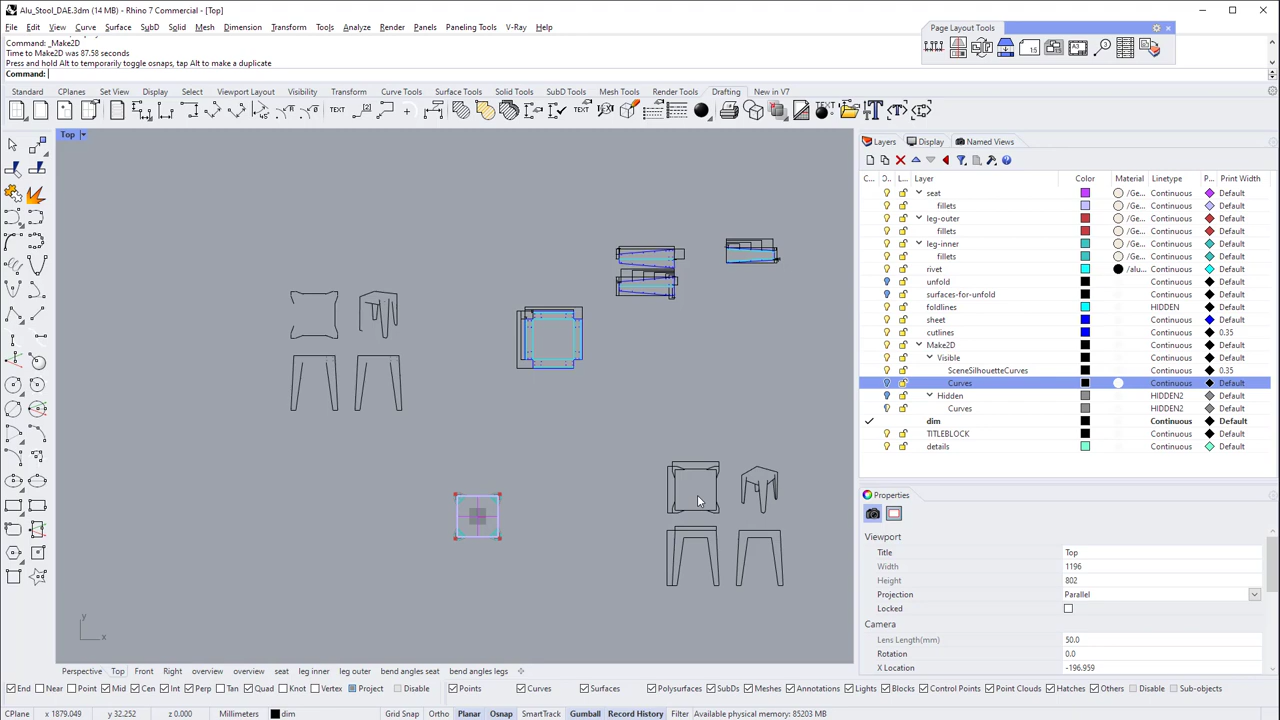 Alu_Stool_DAE.3dm (14 MB) - Rhino 7 Commercial - [Top]
File Edit View Curve Surface SubD Solid Mesh Dimension Transform Tools Analyze Render Panels Paneling Tools V-Ray Help
Page Layout Tools
Command: _Make2D
Time to Make2D was 87.58 seconds
Press and hold Alt to temporarily toggle osnaps, tap Alt to make a duplicate
Command:
Standard CPlanes Set View Display Select Viewport Layout Visibility Transform Curve Tools Surface Tools Solid Tools SubD Tools Mesh Tools Render Tools Drafting New in V7
Top
Layers Display Named Views
Layer Color Material Linetype P... Print Width
seat /Ge... Continuous Default
fillets Continuous Default
leg-outer /Ge... Continuous Default
fillets Continuous Default
leg-inner /Ge... Continuous Default
fillets Continuous Default
rivet /alu... Continuous Default
unfold Continuous Default
surfaces-for-unfold Continuous Default
foldlines HIDDEN Default
sheet Continuous Default
cutlines Continuous 0.35
Make2D Continuous Default
Visible Continuous Default
SceneSilhouetteCurves Continuous 0.35
Curves Continuous Default
Hidden HIDDEN2 Default
Curves HIDDEN2 Default
dim Continuous Default
TITLEBLOCK Continuous Default
details Continuous Default
Properties
Viewport
Title Top
Width 1196
Height 802
Projection Parallel
Locked
Camera
Lens Length(mm) 50.0
Rotation 0.0
X Location -196.959
y
x
Perspective Top Front Right overview overview seat leg inner leg outer bend angles seat bend angles legs
End Near Point Mid Cen Int Perp Tan Quad Knot Vertex Project Disable Points Curves Surfaces Polysurfaces SubDs Meshes Annotations Lights Blocks Control Points Point Clouds Hatches Others Disable Sub-objects
CPlane x 1879.049 y 32.252 z 0.000 Millimeters dim Grid Snap Ortho Planar Osnap SmartTrack Gumball Record History Filter Available physical memory: 85203 MB